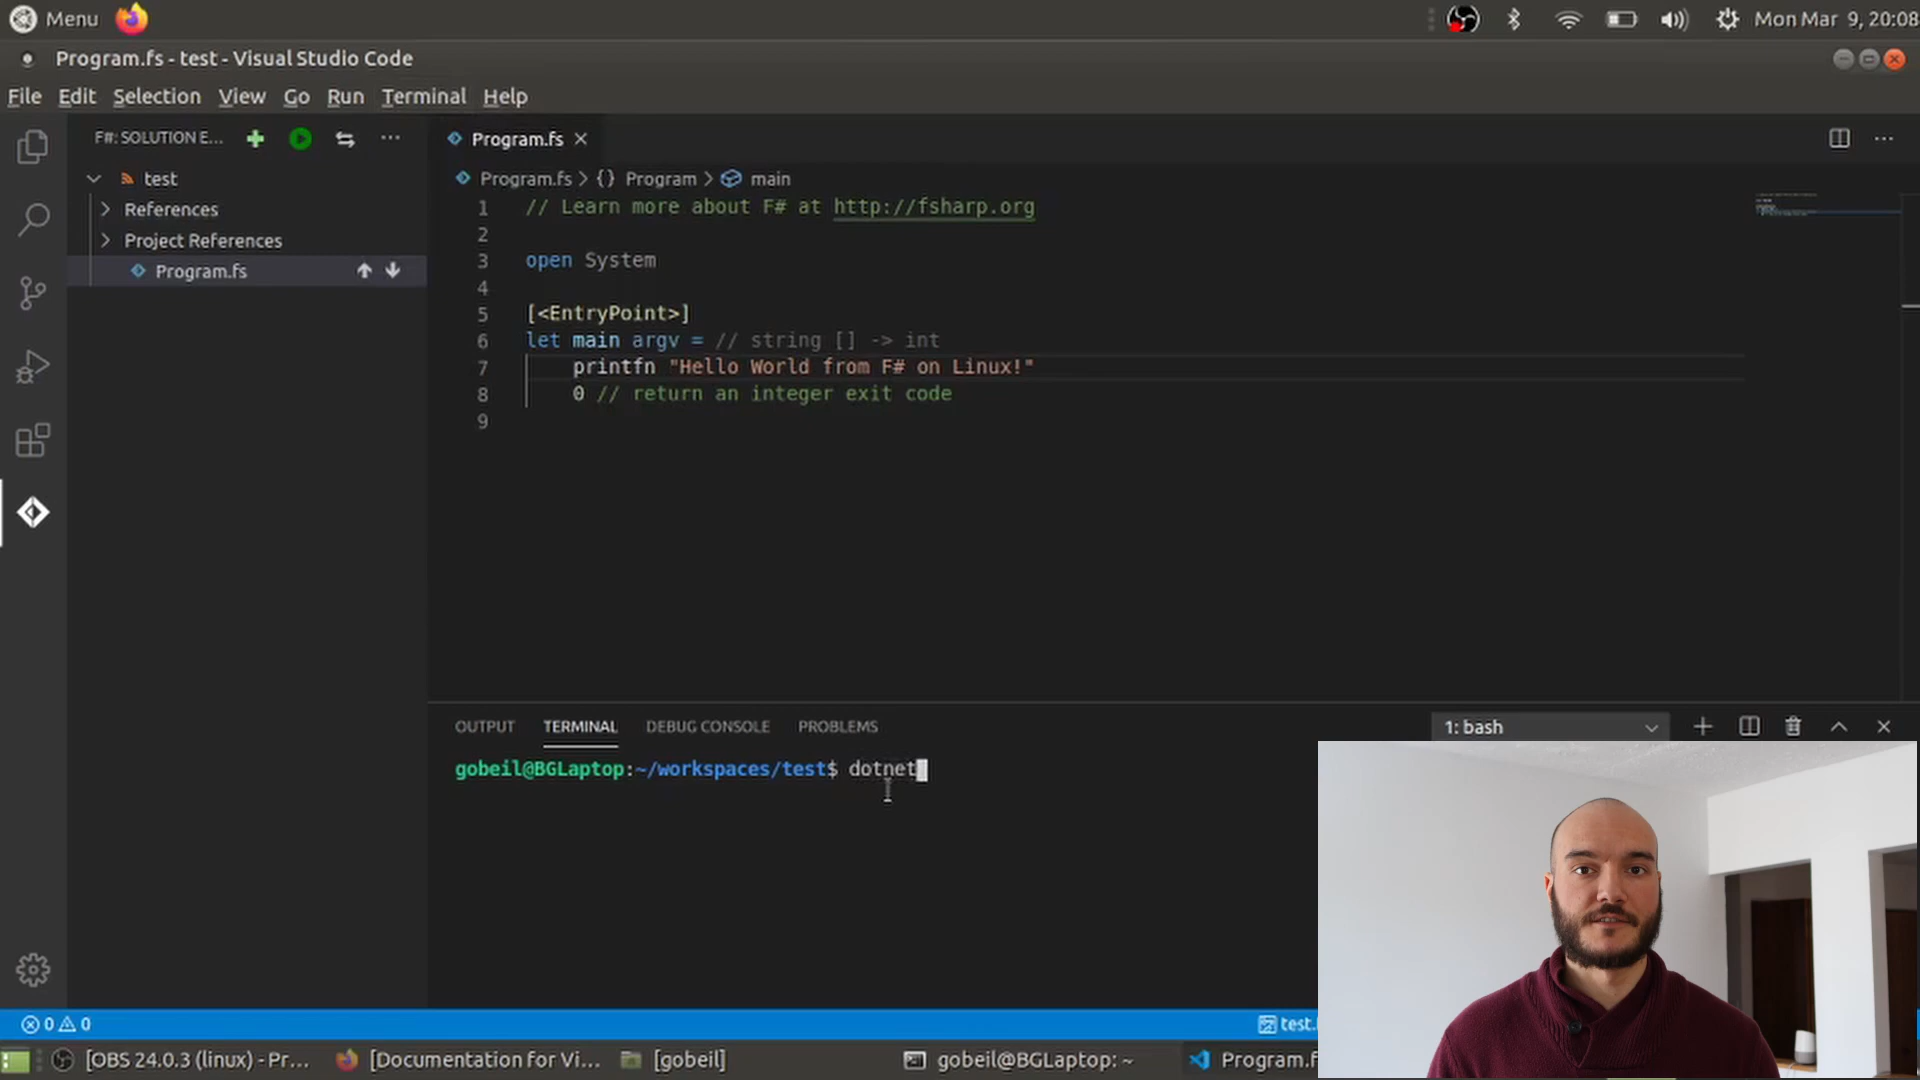 Menu
Mon Mar 9, 20:08
Program.fs - test - Visual Studio Code
File Edit Selection View Go Run Terminal Help
F#: SOLUTION E...
test
References
Project References
Program.fs
Program.fs
Program.fs > {} Program > main
1 // Learn more about F# at http://fsharp.org
2
3 open System
4
5 [<EntryPoint>]
6 let main argv = // string [] -> int
7 printfn "Hello World from F# on Linux!"
8 0 // return an integer exit code
9
OUTPUT TERMINAL DEBUG CONSOLE PROBLEMS
1: bash
gobeil@BGLaptop:~/workspaces/test$ dotnet
0 0
test.
[OBS 24.0.3 (linux) - Pr... [Documentation for Vi... [gobeil] gobeil@BGLaptop: ~ Program.f